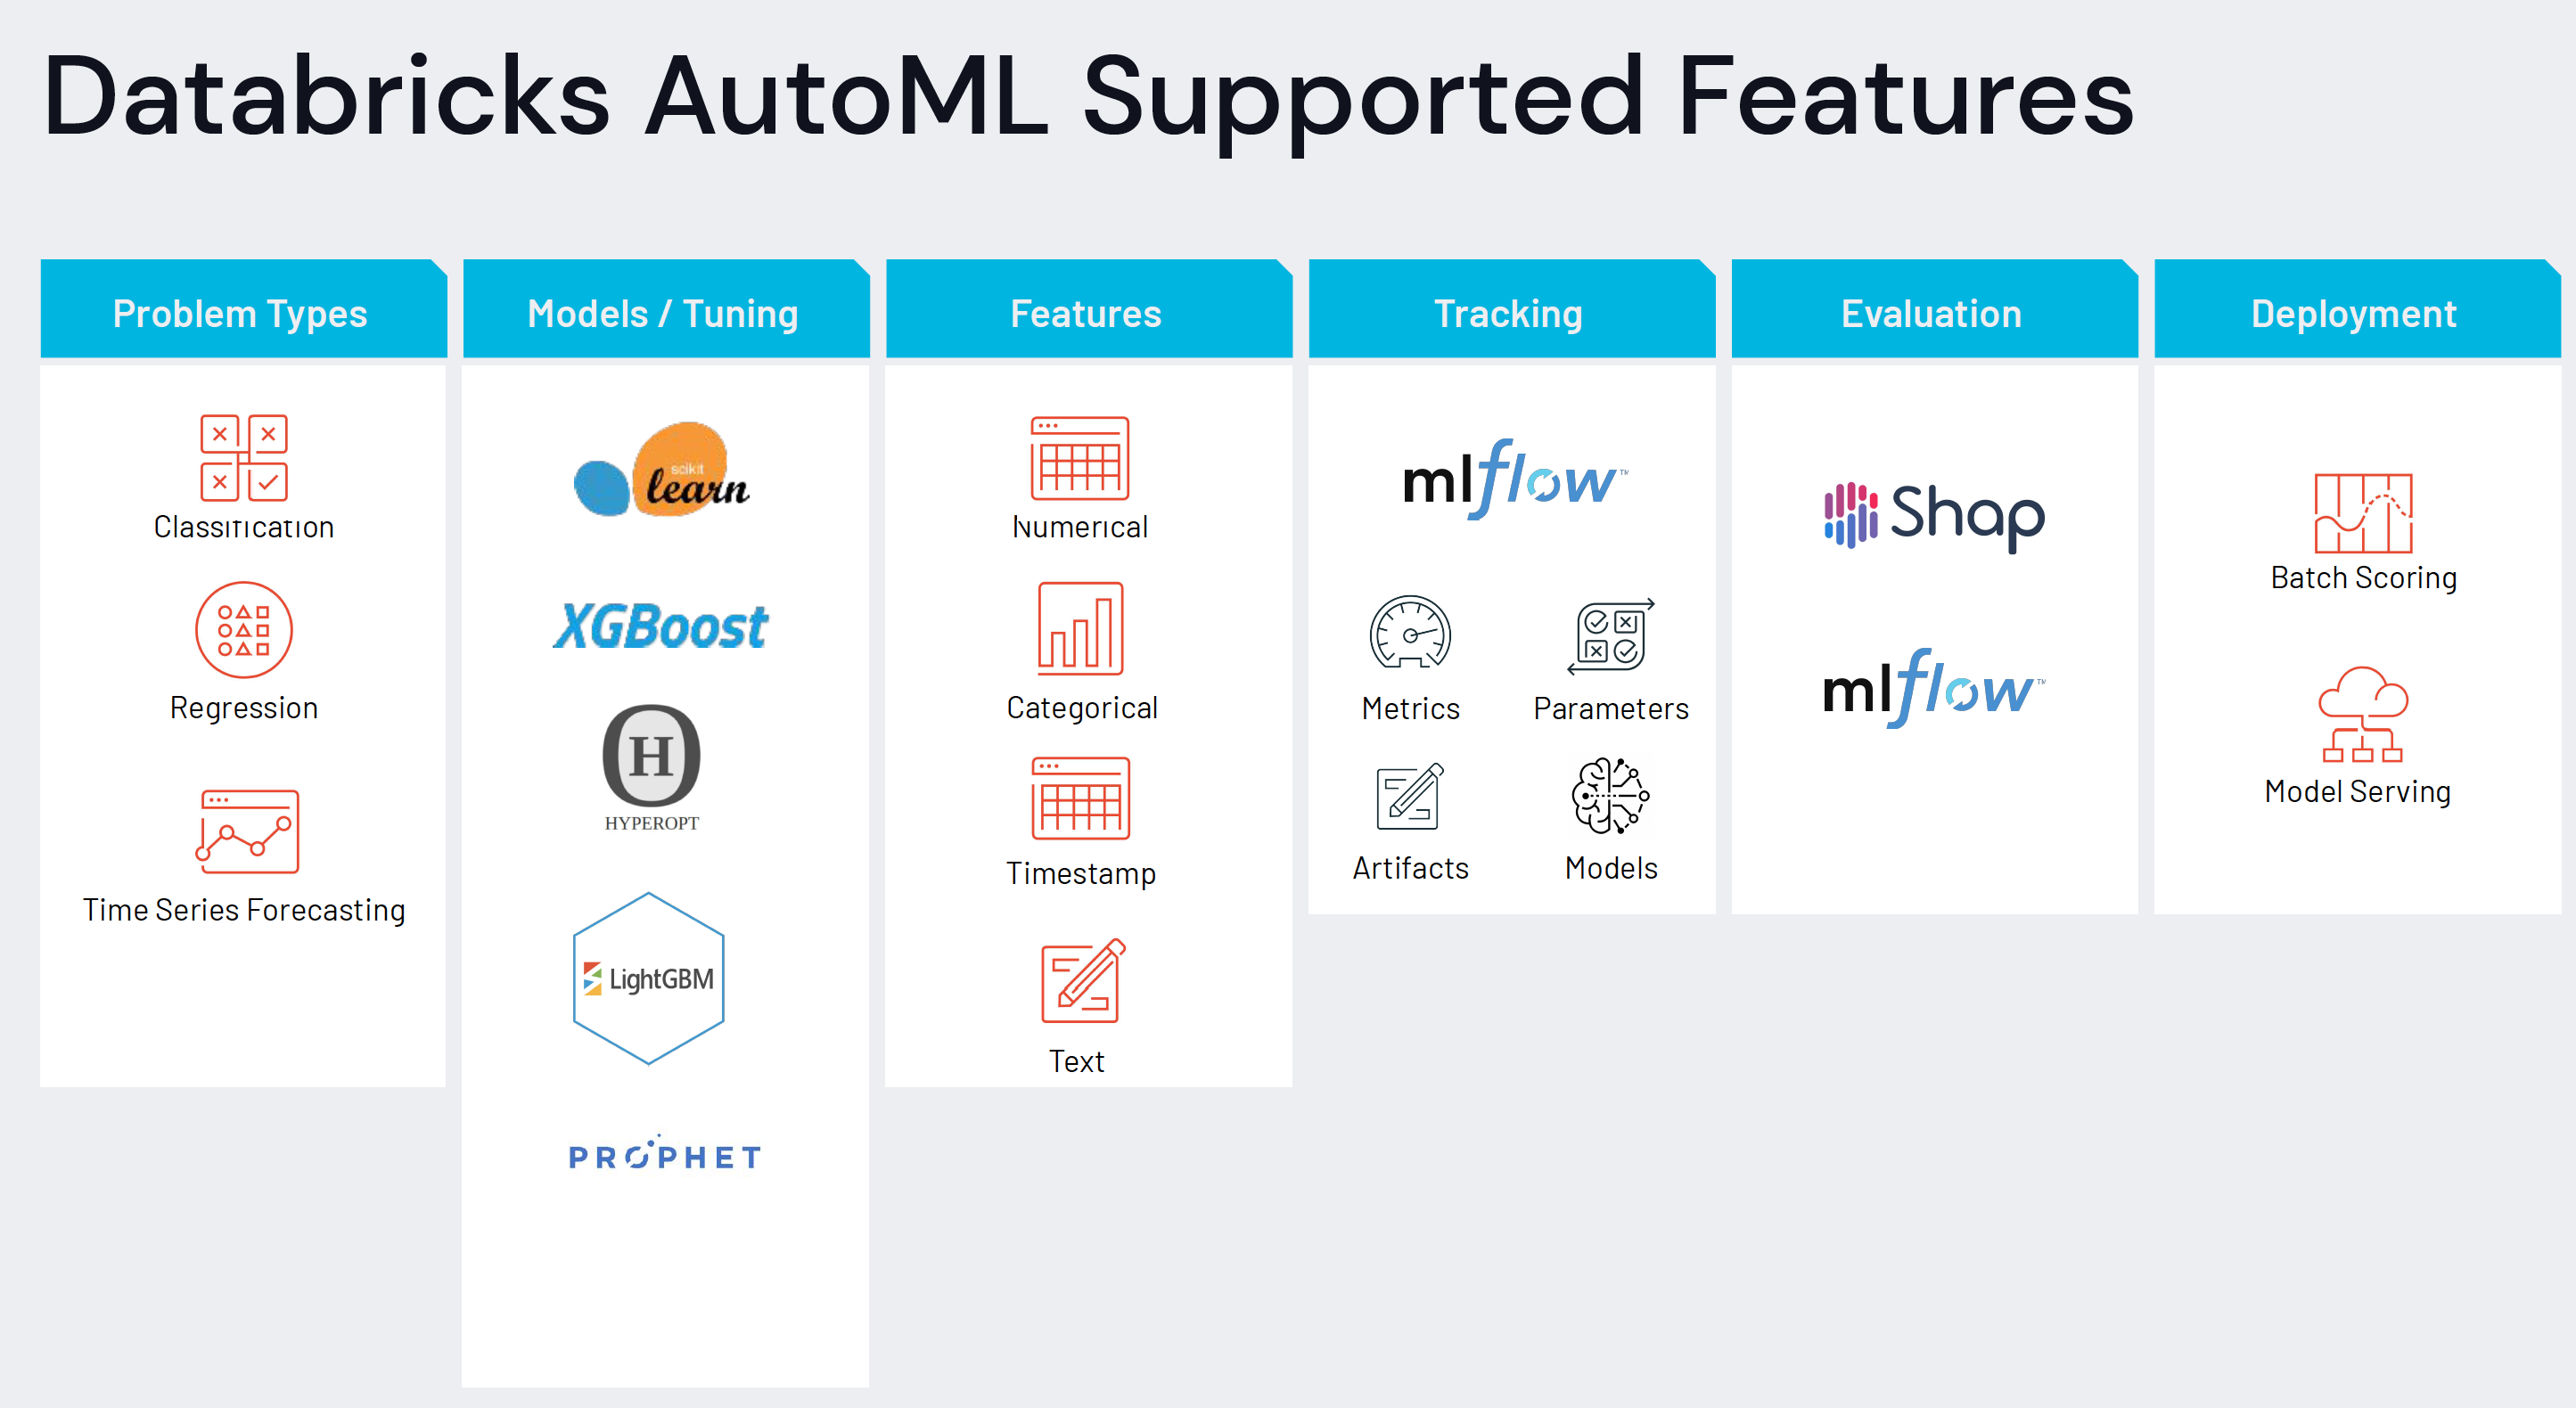 Databricks AutoML Supported Features
Problem Types
Classification
Regression
Time Series Forecasting
Models / Tuning
scikit
learn
XGBoost
H
HYPEROPT
LightGBM
PROPHET
Features
Numerical
Categorical
Timestamp
Text
Tracking
mlflow™
Metrics
Parameters
Artifacts
Models
Evaluation
Shap
mlflow™
Deployment
Batch Scoring
Model Serving